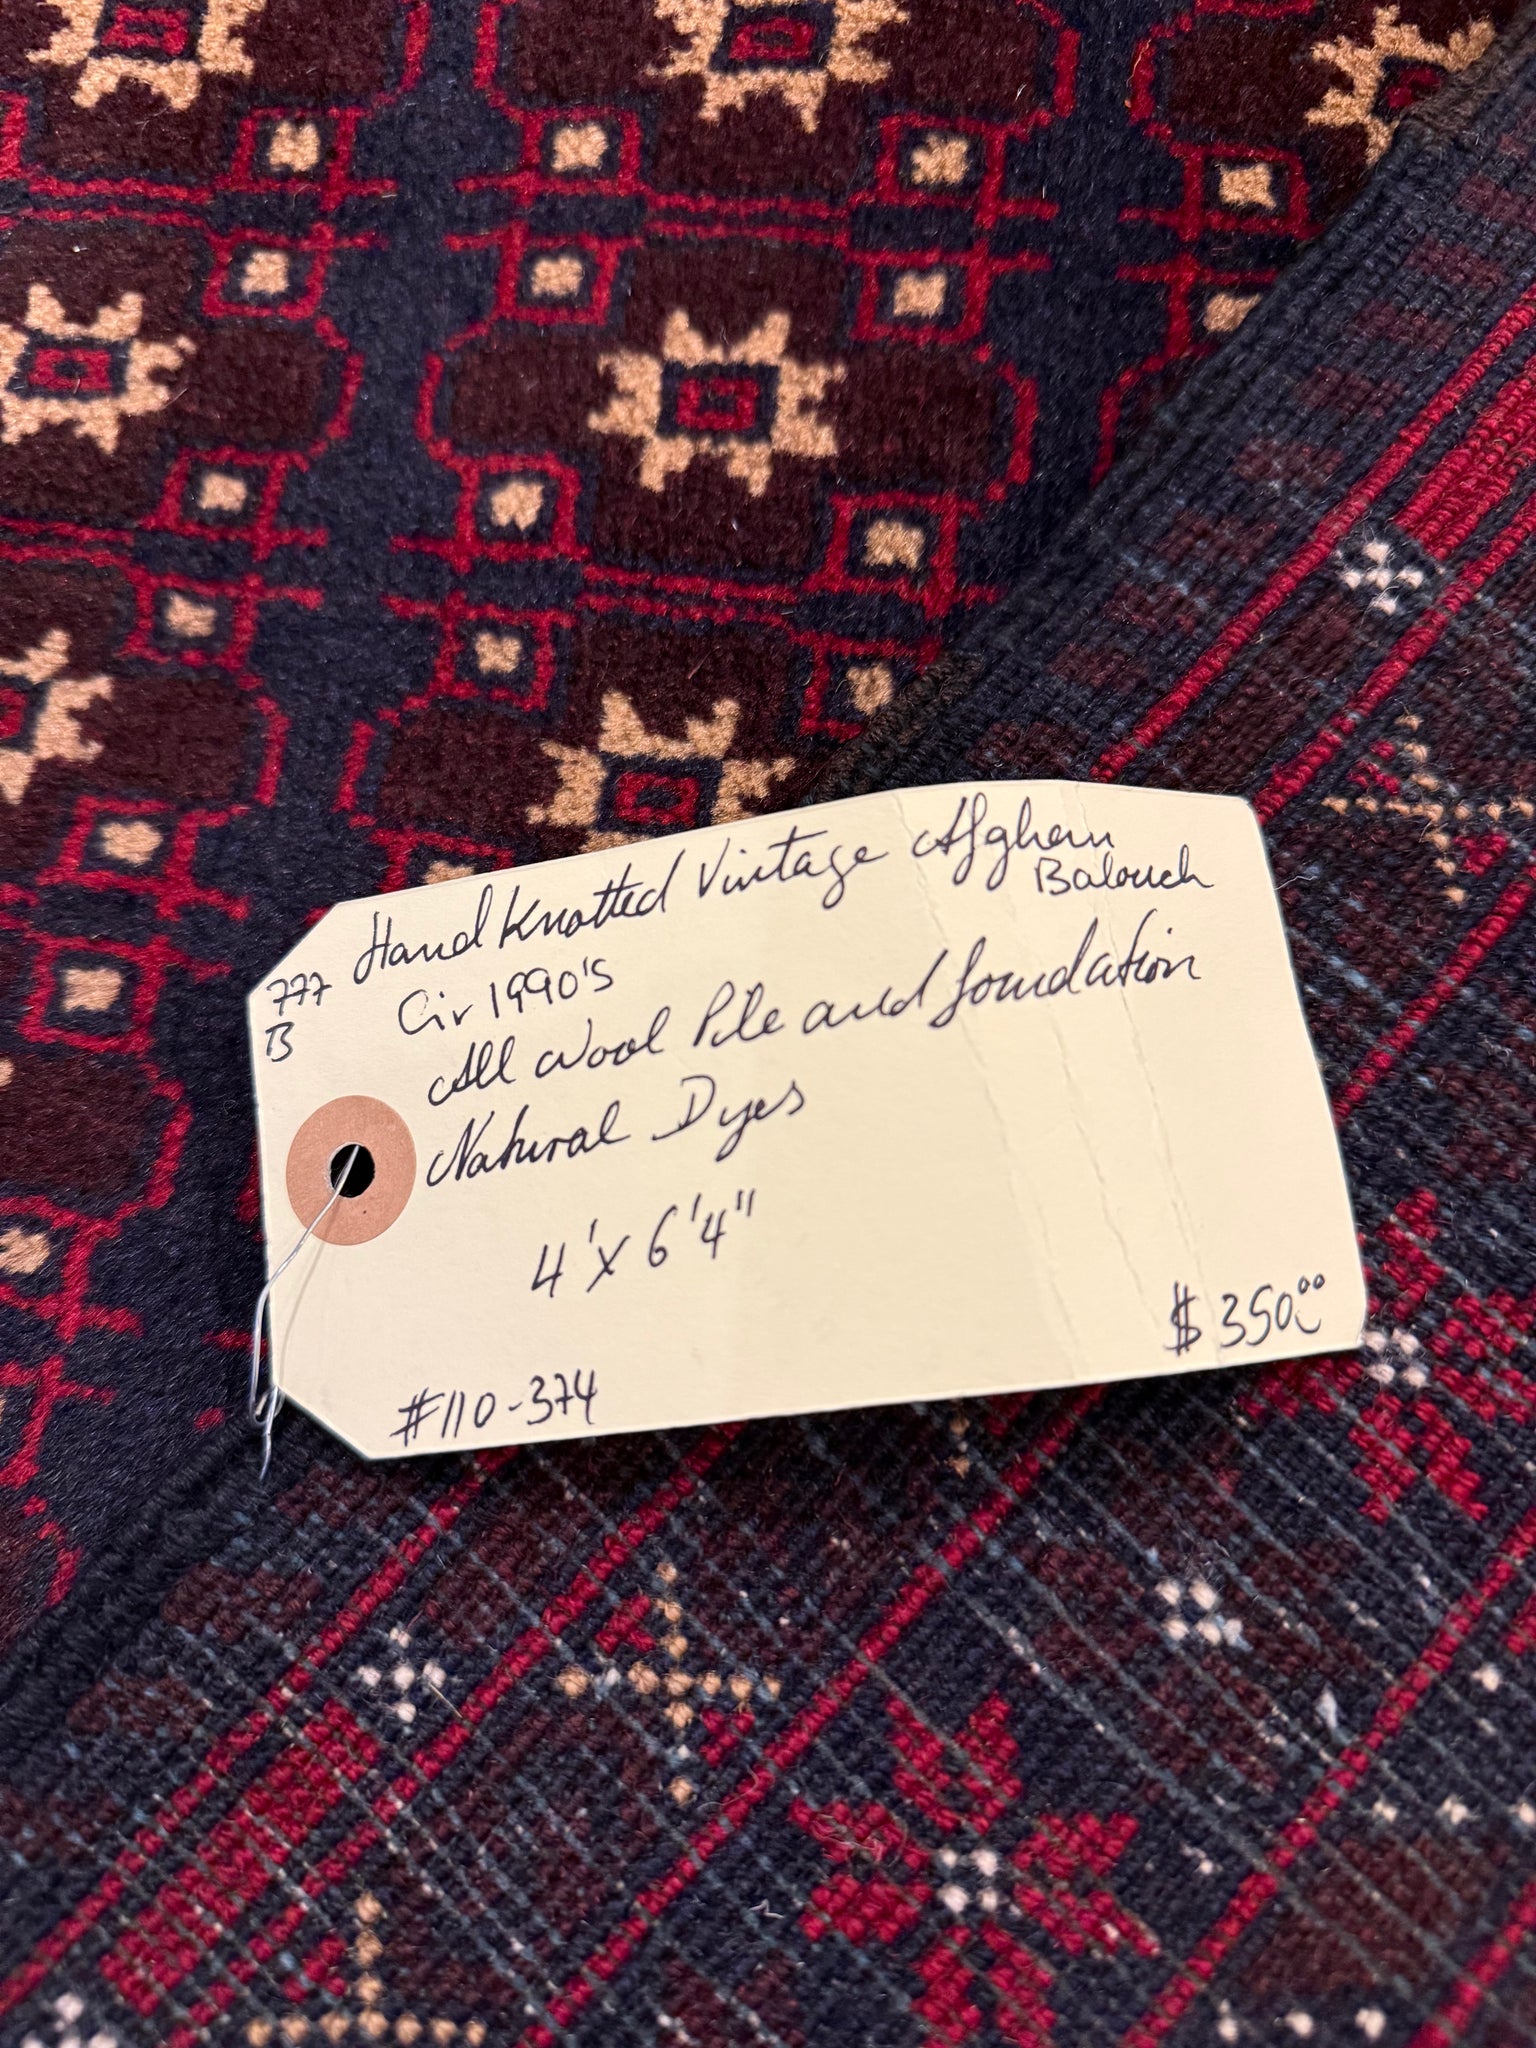 Hand Knotted Vintage Afghan
Balouch
777
B
Cir 1990's
All Wool Pile and foundation
Natural Dyes
4' x 6'4"
$350.00
#110-374